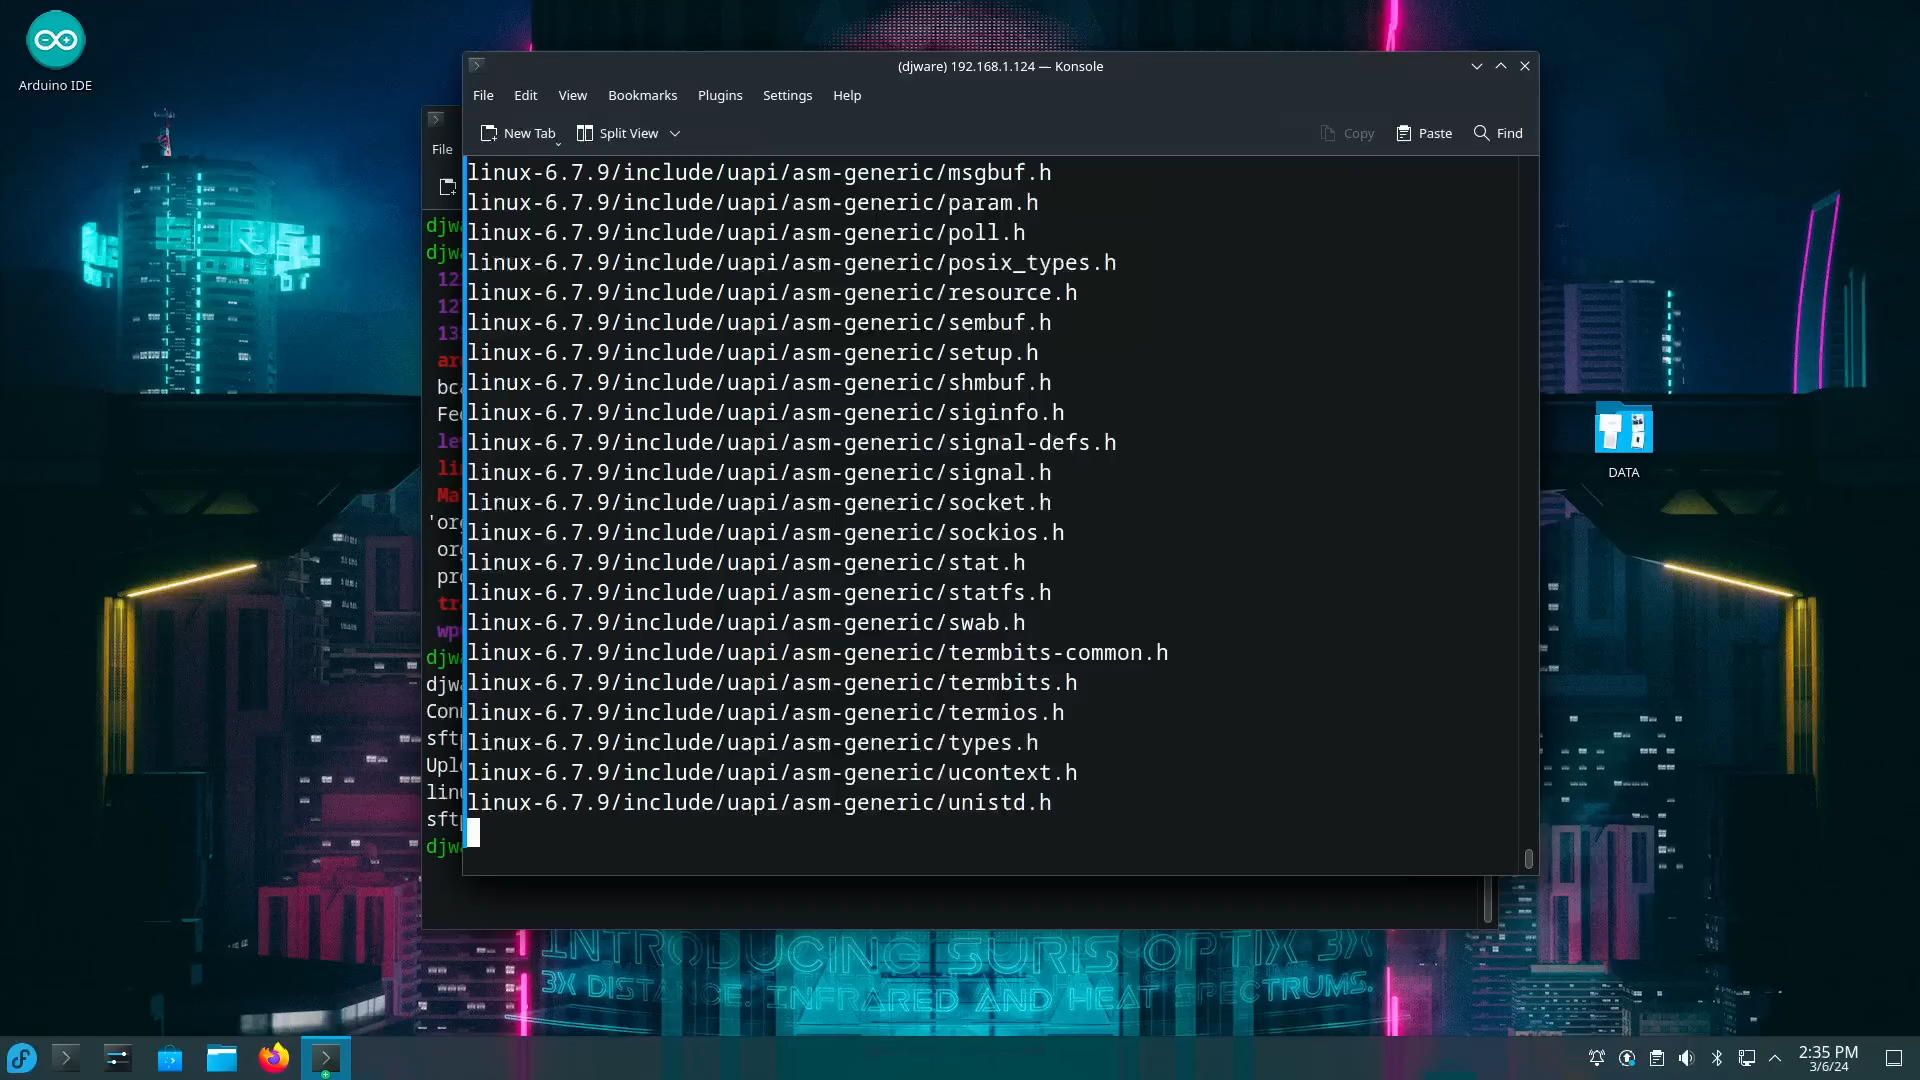 Arduino IDE
(djware) 192.168.1.124 — Konsole
File Edit View Bookmarks Plugins Settings Help
New Tab Split View Copy Paste Find
File
linux-6.7.9/include/uapi/asm-generic/msgbuf.h
linux-6.7.9/include/uapi/asm-generic/param.h
linux-6.7.9/include/uapi/asm-generic/poll.h
linux-6.7.9/include/uapi/asm-generic/posix_types.h
linux-6.7.9/include/uapi/asm-generic/resource.h
linux-6.7.9/include/uapi/asm-generic/sembuf.h
linux-6.7.9/include/uapi/asm-generic/setup.h
linux-6.7.9/include/uapi/asm-generic/shmbuf.h
linux-6.7.9/include/uapi/asm-generic/siginfo.h
linux-6.7.9/include/uapi/asm-generic/signal-defs.h
linux-6.7.9/include/uapi/asm-generic/signal.h
linux-6.7.9/include/uapi/asm-generic/socket.h
linux-6.7.9/include/uapi/asm-generic/sockios.h
linux-6.7.9/include/uapi/asm-generic/stat.h
linux-6.7.9/include/uapi/asm-generic/statfs.h
linux-6.7.9/include/uapi/asm-generic/swab.h
linux-6.7.9/include/uapi/asm-generic/termbits-common.h
linux-6.7.9/include/uapi/asm-generic/termbits.h
linux-6.7.9/include/uapi/asm-generic/termios.h
linux-6.7.9/include/uapi/asm-generic/types.h
linux-6.7.9/include/uapi/asm-generic/ucontext.h
linux-6.7.9/include/uapi/asm-generic/unistd.h
DATA
INTRODUCING SURIS OPTIX 3X
3X DISTANCE. INFRARED AND HEAT SPECTRUMS.
2:35 PM
3/6/24